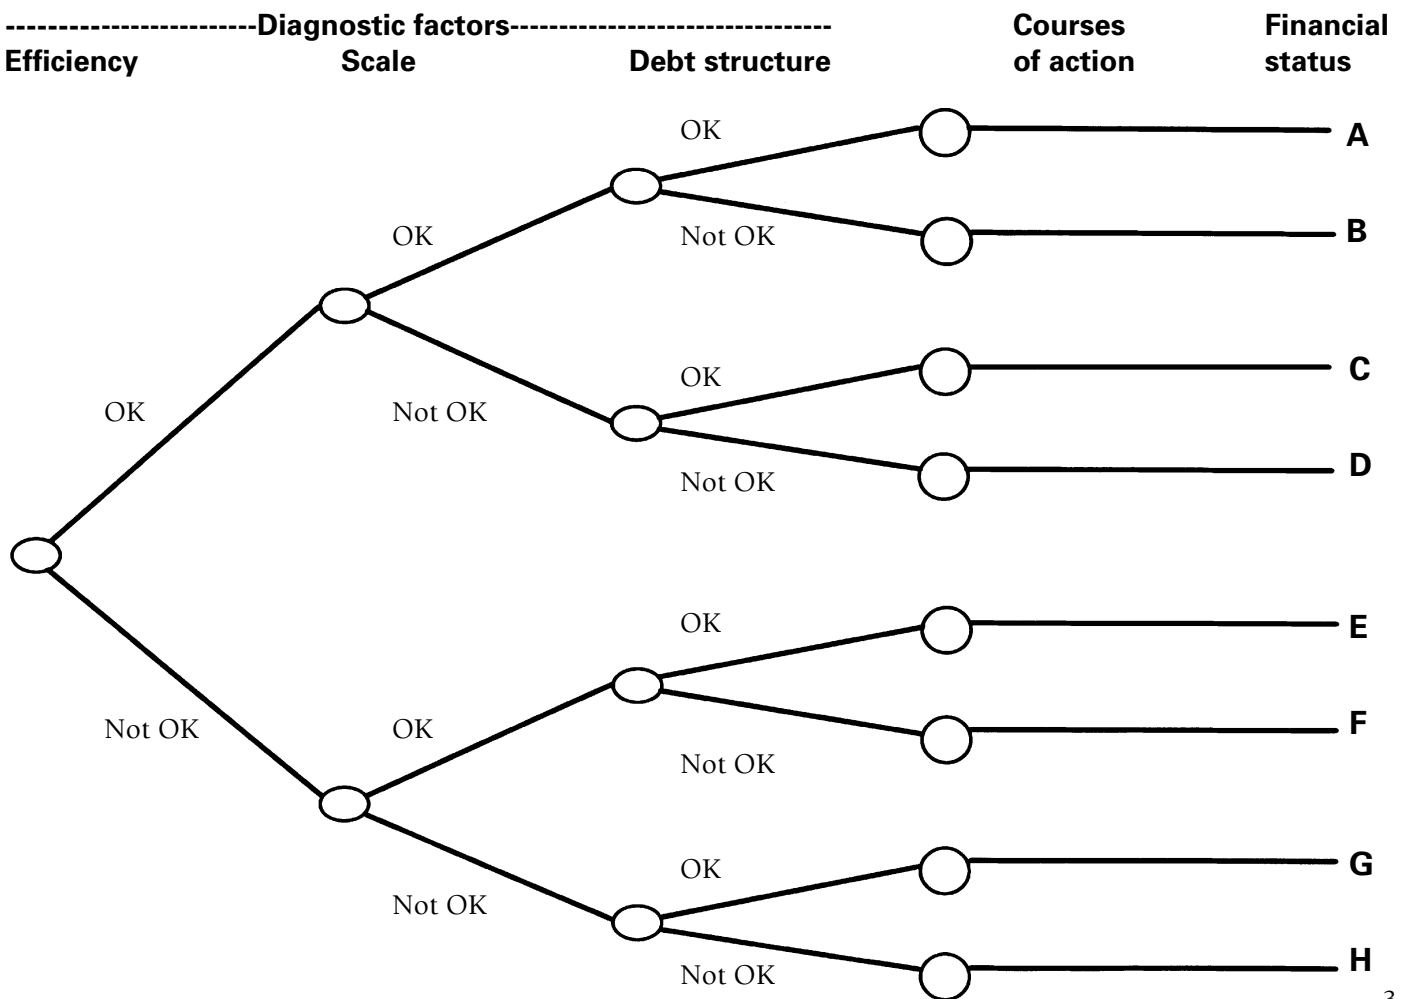 ---------------------------Diagnostic factors--------------------------------- Courses Financial
Efficiency Scale Debt structure of action status
OK
A
OK
Not OK
B
OK
C
OK
Not OK
Not OK
D
OK
E
Not OK
OK
F
Not OK
OK
G
Not OK
H
Not OK
3